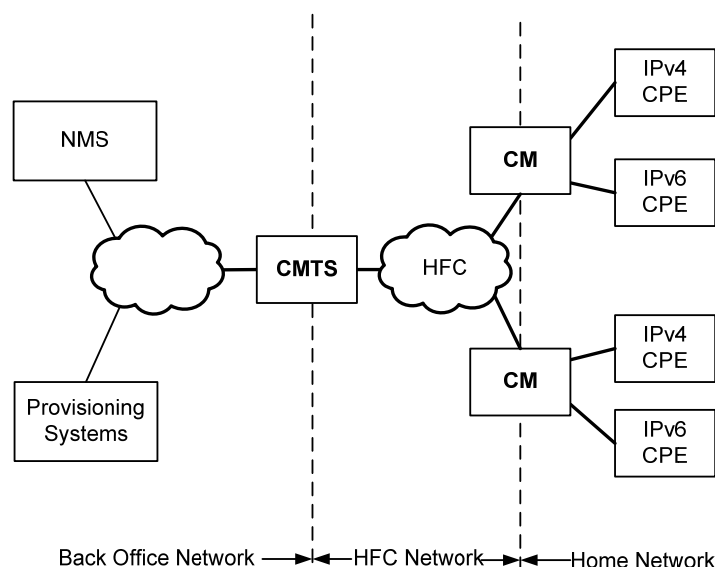 IPv4
CPE
NMS
CM
IPv6
CPE
CMTS
HFC
IPv4
CPE
CM
Provisioning
Systems
IPv6
CPE
Back Office Network
HFC Network
Home Network